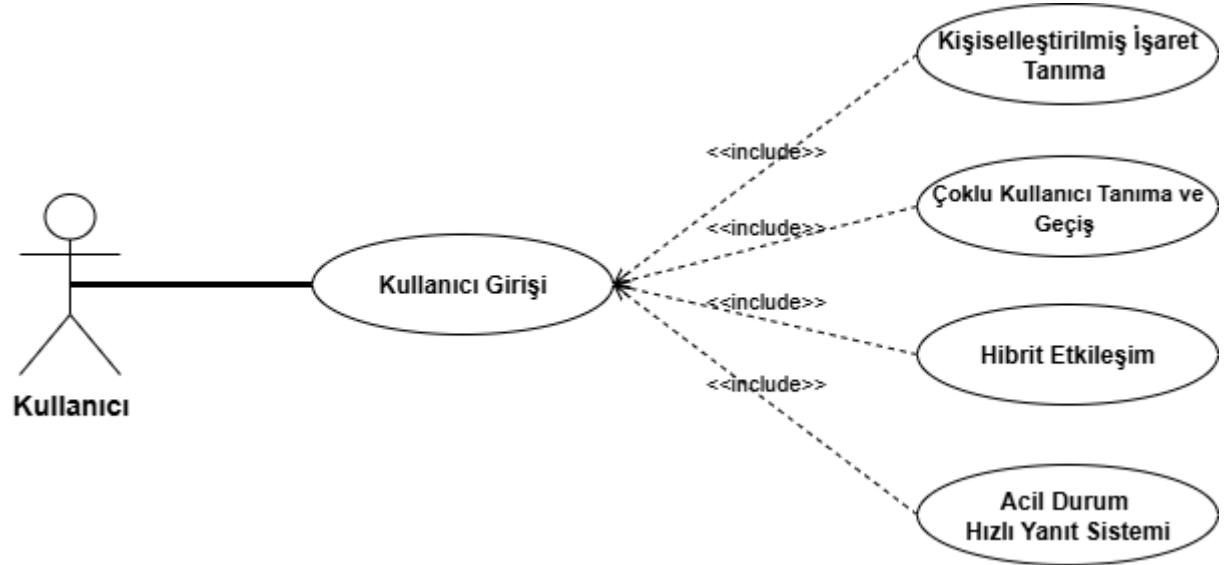 Kişiselleştirilmiş İşaret
Tanıma
<<include>>
Çoklu Kullanıcı Tanıma ve
Geçiş
<<include>>
Kullanıcı Girişi
<<include>>
Hibrit Etkileşim
<<include>>
Kullanıcı
Acil Durum
Hızlı Yanıt Sistemi